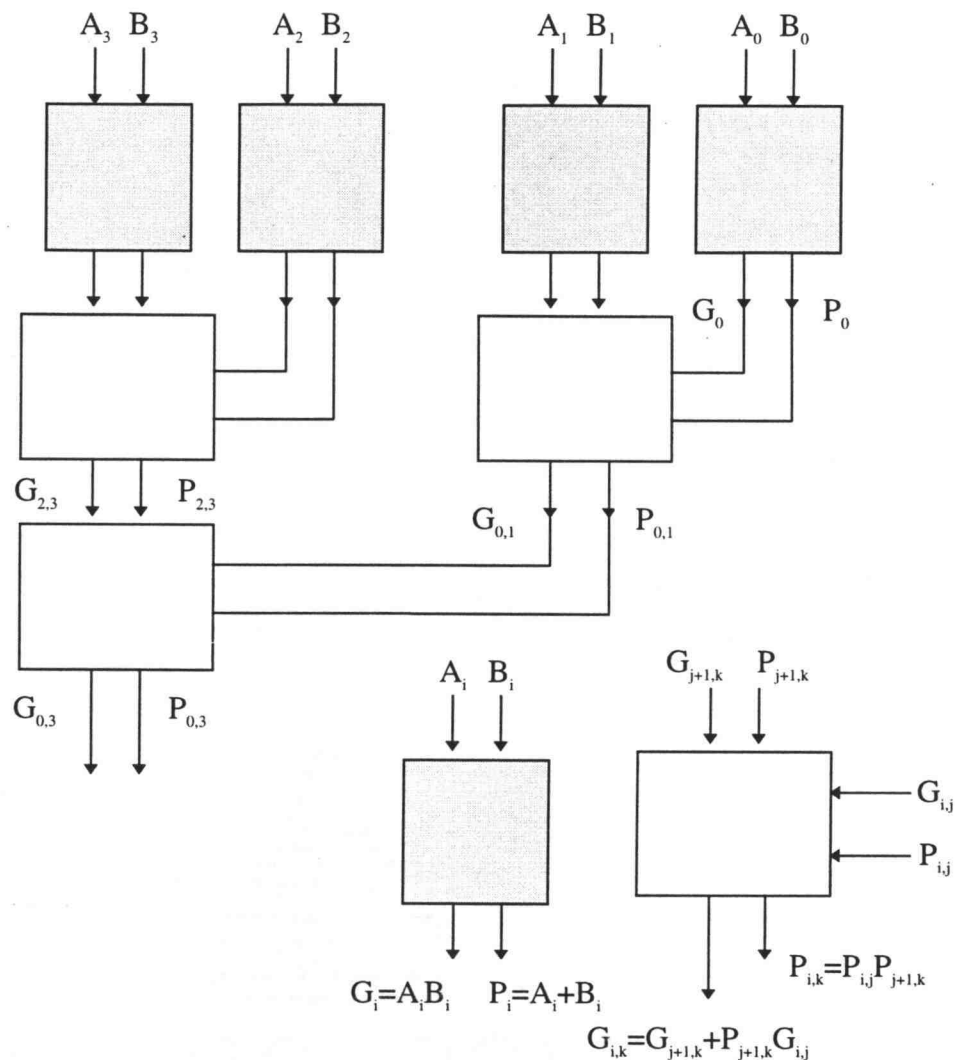 A₃ B₃ A₂ B₂ A₁ B₁ A₀ B₀
G₀ P₀
G₂,₃ P₂,₃
G₀,₁ P₀,₁
G₀,₃ P₀,₃
Aᵢ Bᵢ
Gⱼ₊₁,ₖ Pⱼ₊₁,ₖ
Gᵢ,ⱼ
Pᵢ,ⱼ
Gᵢ=AᵢBᵢ Pᵢ=Aᵢ+Bᵢ
Pᵢ,ₖ=Pᵢ,ⱼPⱼ₊₁,ₖ
Gᵢ,ₖ=Gⱼ₊₁,ₖ+Pⱼ₊₁,ₖGᵢ,ⱼ